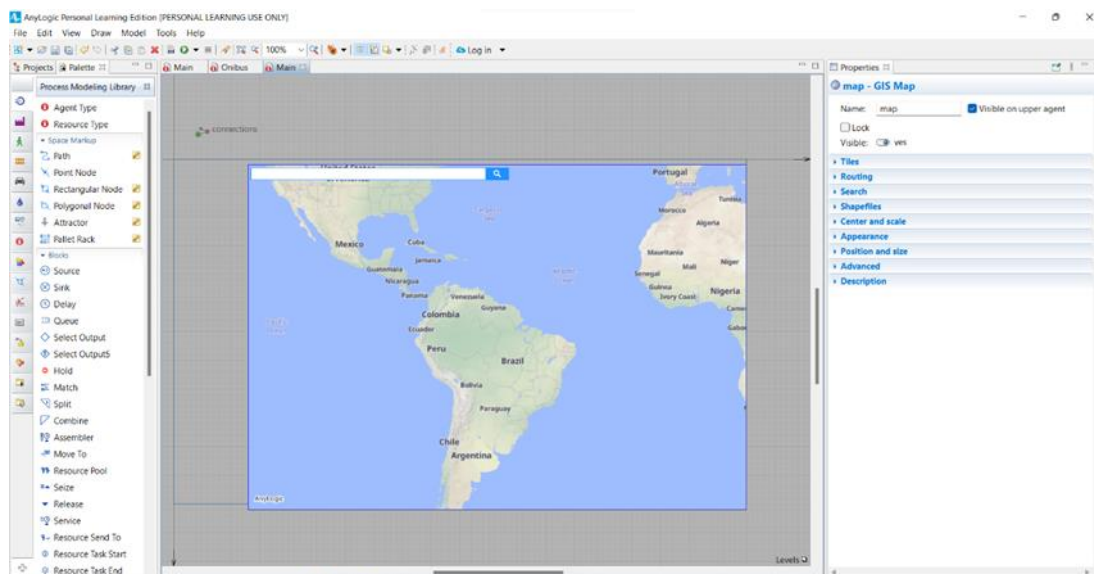 AnyLogic Personal Learning Edition [PERSONAL LEARNING USE ONLY]
File Edit View Draw Model Tools Help
100%
Log in
Projects
Palette
Main
Onibus
Main
Properties
Process Modeling Library
Agent Type
Resource Type
Space Markup
Path
Point Node
Rectangular Node
Polygonal Node
Attractor
Pallet Rack
Blocks
Source
Sink
Delay
Queue
Select Output
Select Output5
Hold
Match
Split
Combine
Assembler
Move To
Resource Pool
Seize
Release
Service
Resource Send To
Resource Task Start
Resource Task End
connections
United States
Portugal
Tunisia
Morocco
Algeria
Mexico
Cuba
Jamaica
Guatemala
Nicaragua
Mauritania
Mali
Niger
Senegal
Guinea
Ivory Coast
Nigeria
Panama
Venezuela
Guyana
Colombia
Ecuador
Peru
Brazil
Bolivia
Paraguay
Chile
Argentina
AnyLogic
Levels
map - GIS Map
Name: map
Visible on upper agent
Lock
Visible: yes
Tiles
Routing
Search
Shapefiles
Center and scale
Appearance
Position and size
Advanced
Description